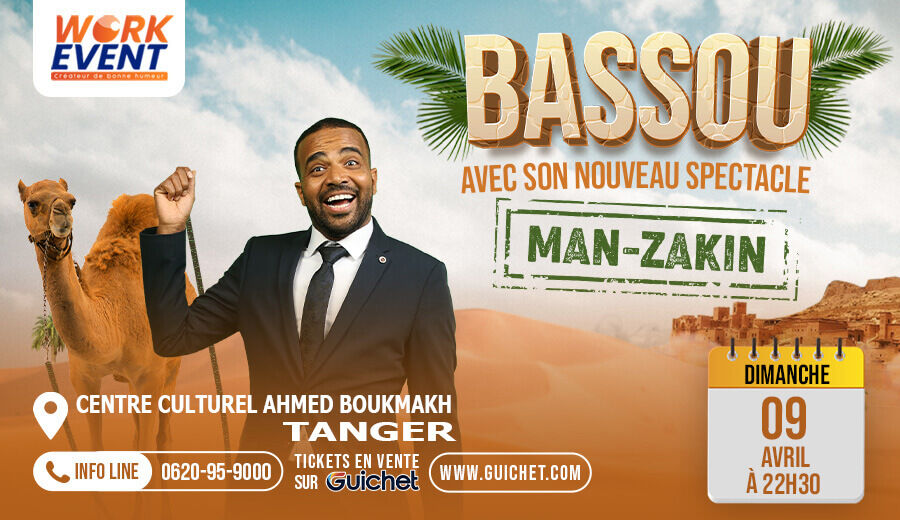 WORK
EVENT
Créateur de bonne humeur
BASSOU
AVEC SON NOUVEAU SPECTACLE
MAN-ZAKIN
DIMANCHE
09
AVRIL
À 22H30
CENTRE CULTUREL AHMED BOUKMAKH
TANGER
INFO LINE 0620-95-9000
TICKETS EN VENTE
SUR Guichet
WWW.GUICHET.COM